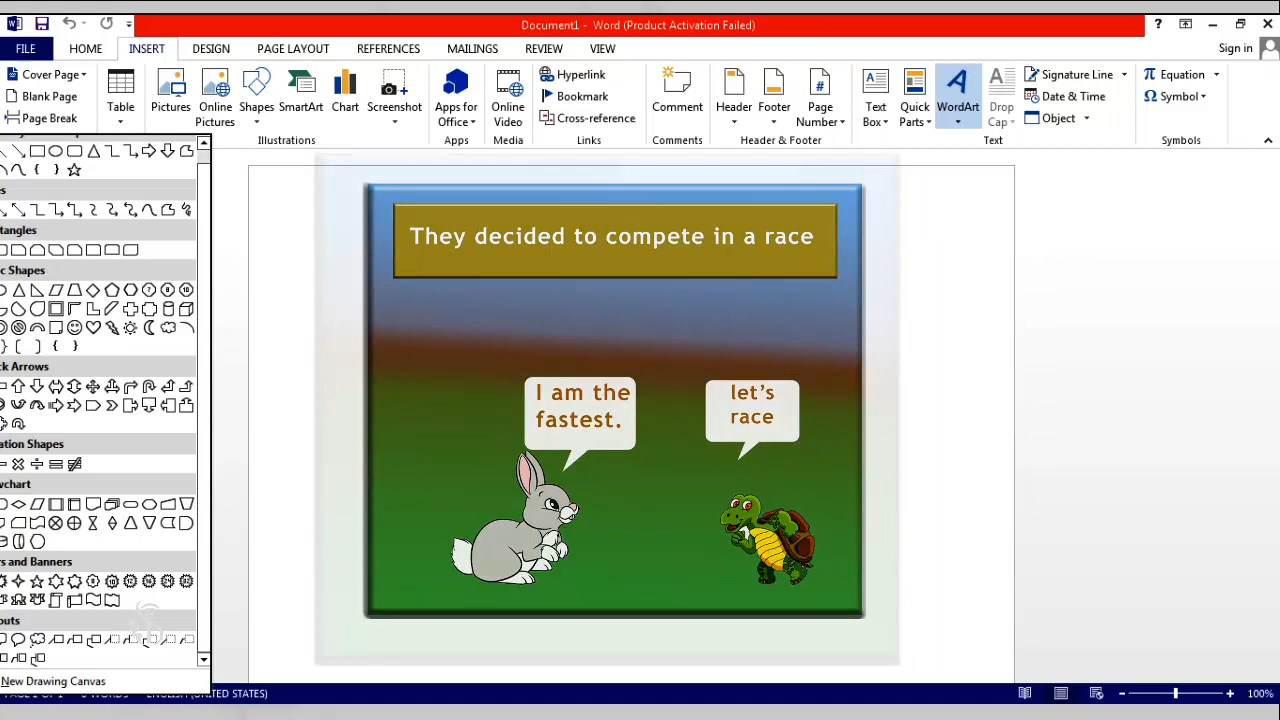 Document1 - Word (Product Activation Failed)
?
FILE HOME INSERT DESIGN PAGE LAYOUT REFERENCES MAILINGS REVIEW VIEW Sign in
Cover Page
Blank Page
Page Break
Table
Pictures
Online
Pictures
Shapes
SmartArt
Chart
Screenshot
Illustrations
Apps for
Office
Apps
Online
Video
Media
Hyperlink
Bookmark
Cross-reference
Links
Comment
Comments
Header
Footer
Page
Number
Header & Footer
Text
Box
Quick
Parts
WordArt
Drop
Cap
Signature Line
Date & Time
Object
Text
Equation
Symbol
Symbols
es
tangles
ic Shapes
ck Arrows
ation Shapes
wchart
rs and Banners
outs
New Drawing Canvas
They decided to compete in a race
I am the
fastest.
let's
race
ENGLISH (UNITED STATES)
100%